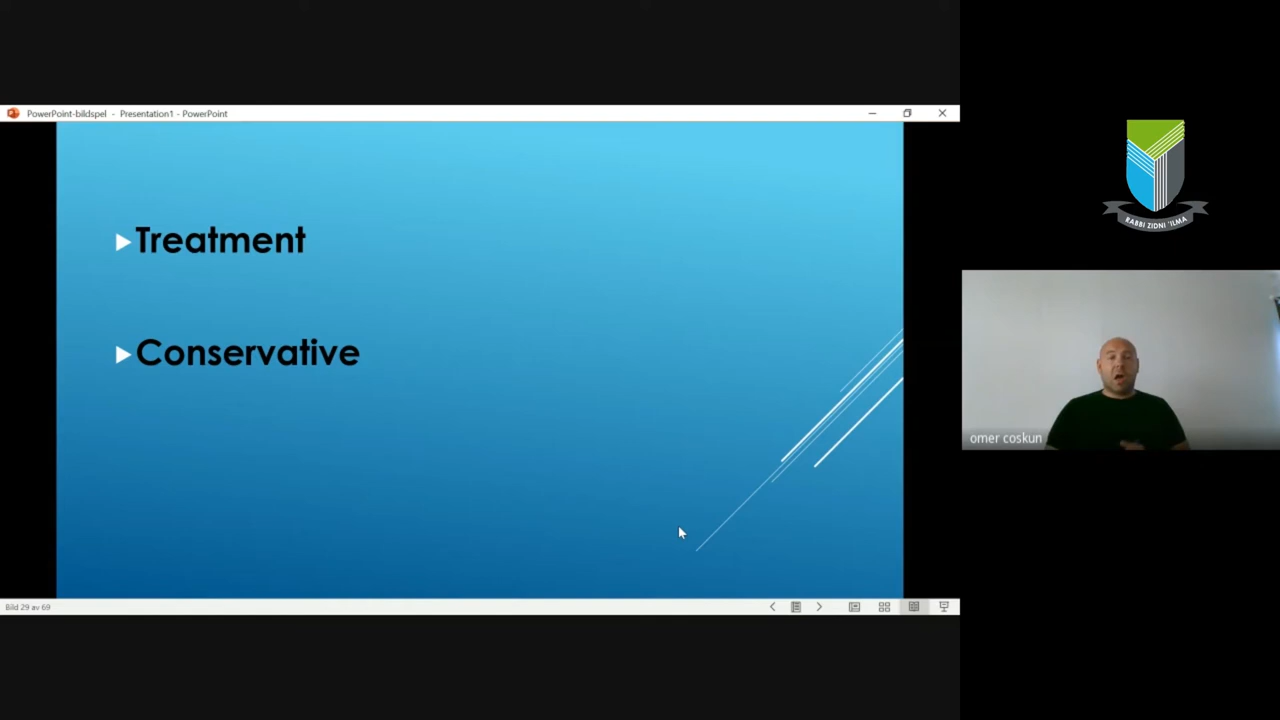 PowerPoint-bildspel - Presentation1 - PowerPoint
Treatment
Conservative
Bild 29 av 69
RABBI ZIDNI 'ILMA
omer coskun